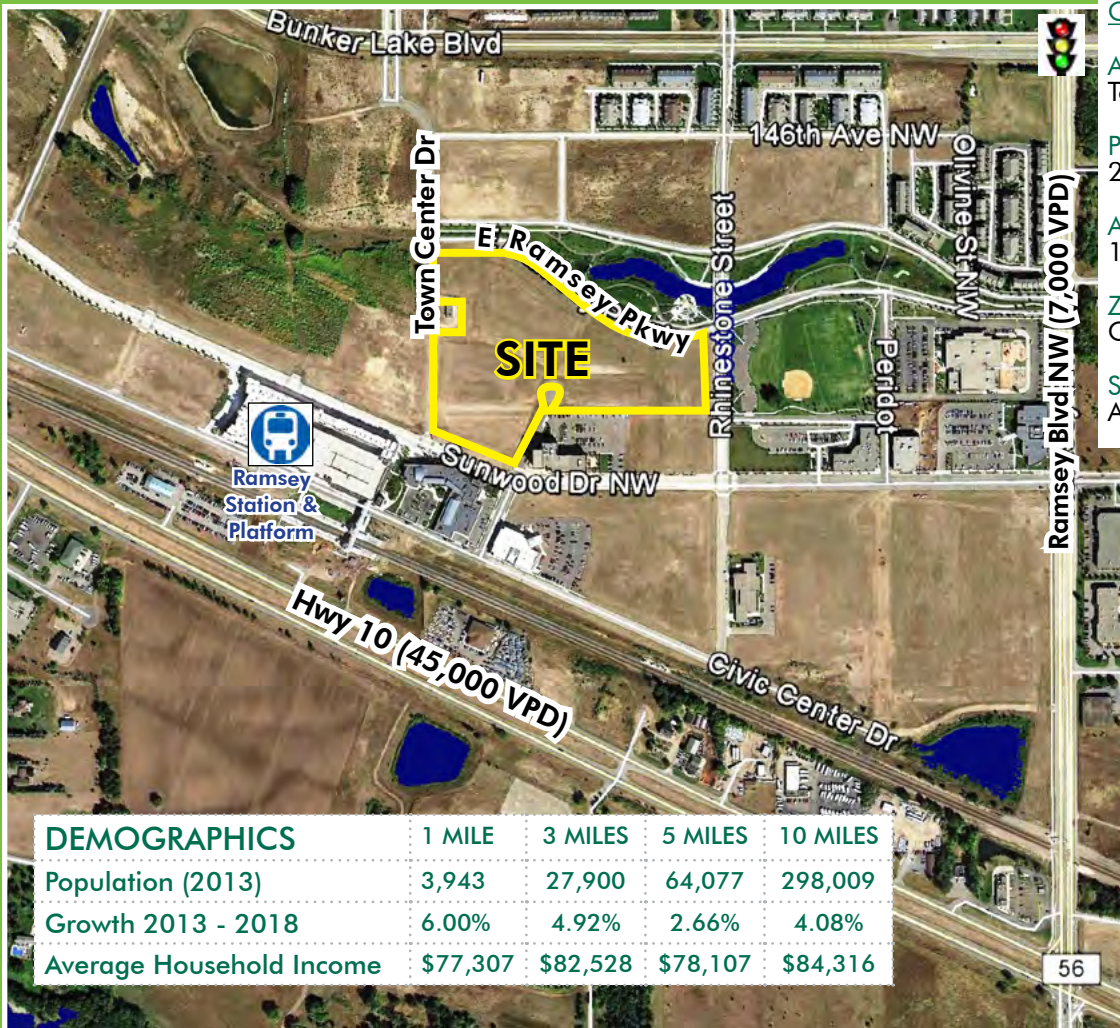 Bunker Lake Blvd
146th Ave NW
Town Center Dr
Olivine St NW
E Ramsey Pkwy
Rhinestone Street
Ramsey Blvd NW (7,000 VPD)
SITE
Peridot
Sunwood Dr NW
Ramsey
Station &
Platform
Hwy 10 (45,000 VPD)
Civic Center Dr
DEMOGRAPHICS 1 MILE 3 MILES 5 MILES 10 MILES
Population (2013) 3,943 27,900 64,077 298,009
Growth 2013 - 2018 6.00% 4.92% 2.66% 4.08%
Average Household Income $77,307 $82,528 $78,107 $84,316
56